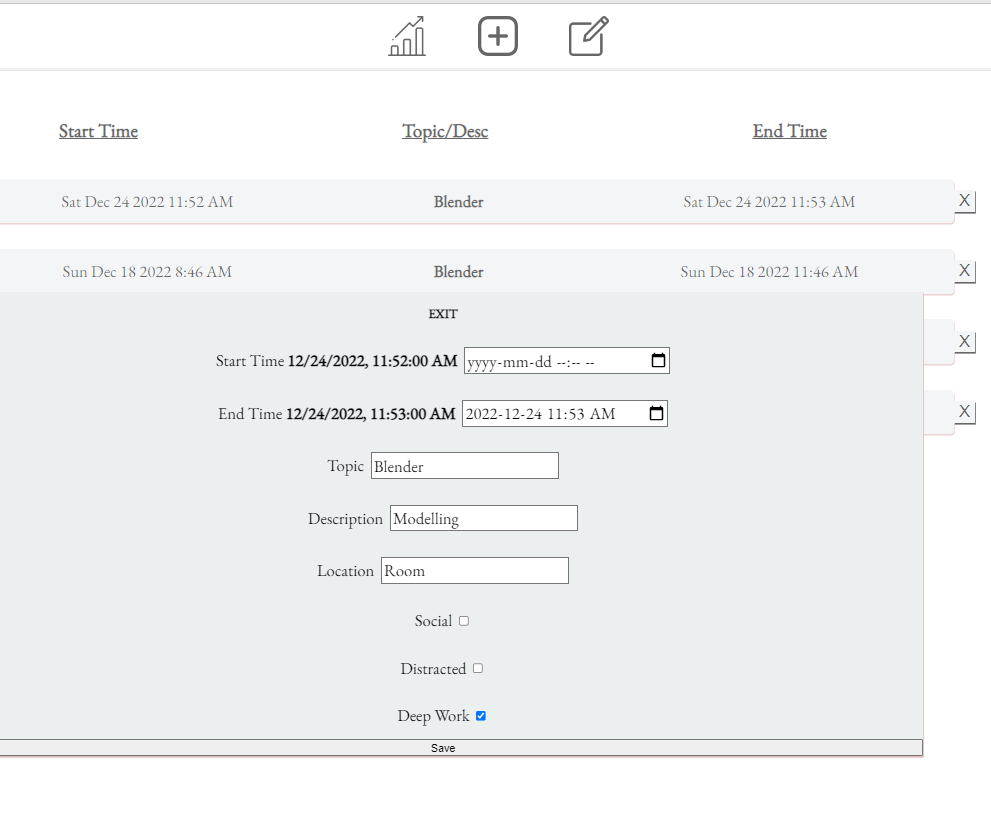 Start Time Topic/Desc End Time
Sat Dec 24 2022 11:52 AM Blender Sat Dec 24 2022 11:53 AM X
Sun Dec 18 2022 8:46 AM Blender Sun Dec 18 2022 11:46 AM X
EXIT
X
Start Time 12/24/2022, 11:52:00 AM yyyy-mm-dd --:-- --
End Time 12/24/2022, 11:53:00 AM 2022-12-24 11:53 AM X
Topic Blender
Description Modelling
Location Room
Social
Distracted
Deep Work
Save